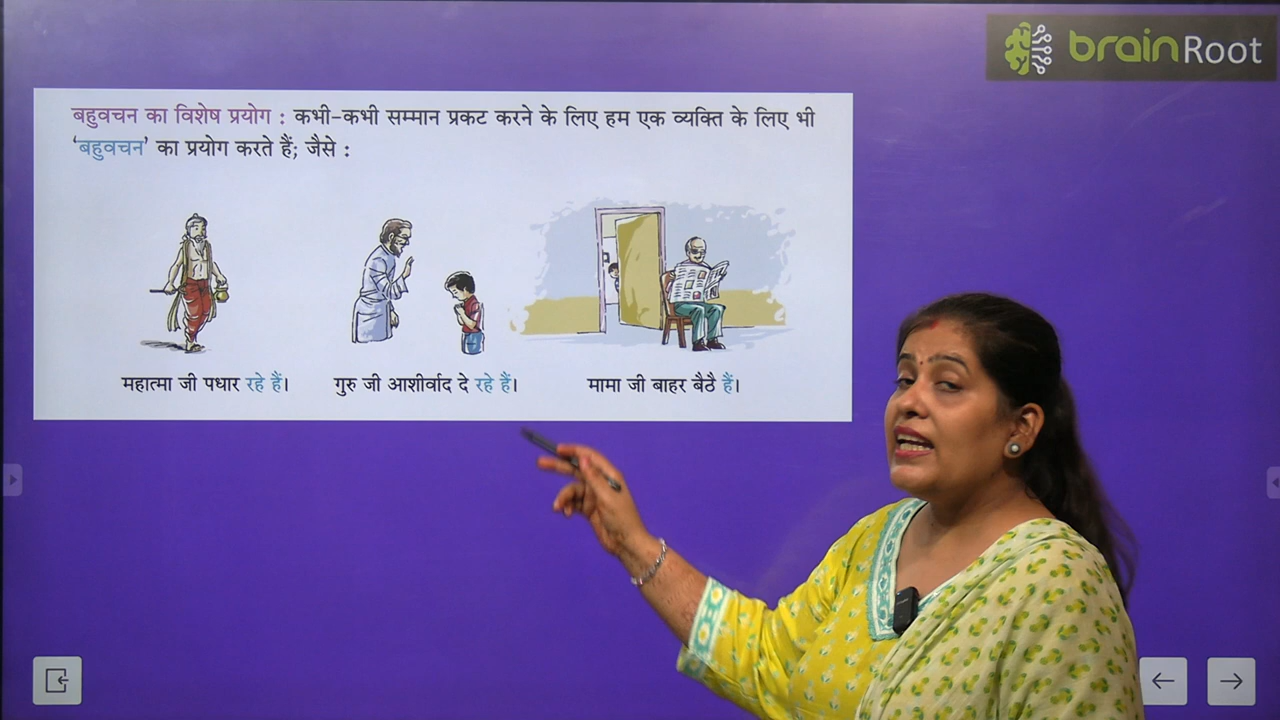 brainRoot
बहुवचन का विशेष प्रयोग : कभी-कभी सम्मान प्रकट करने के लिए हम एक व्यक्ति के लिए भी
‘बहुवचन’ का प्रयोग करते हैं; जैसे :
महात्मा जी पधार रहे हैं।
गुरु जी आशीर्वाद दे रहे हैं।
मामा जी बाहर बैठै हैं।